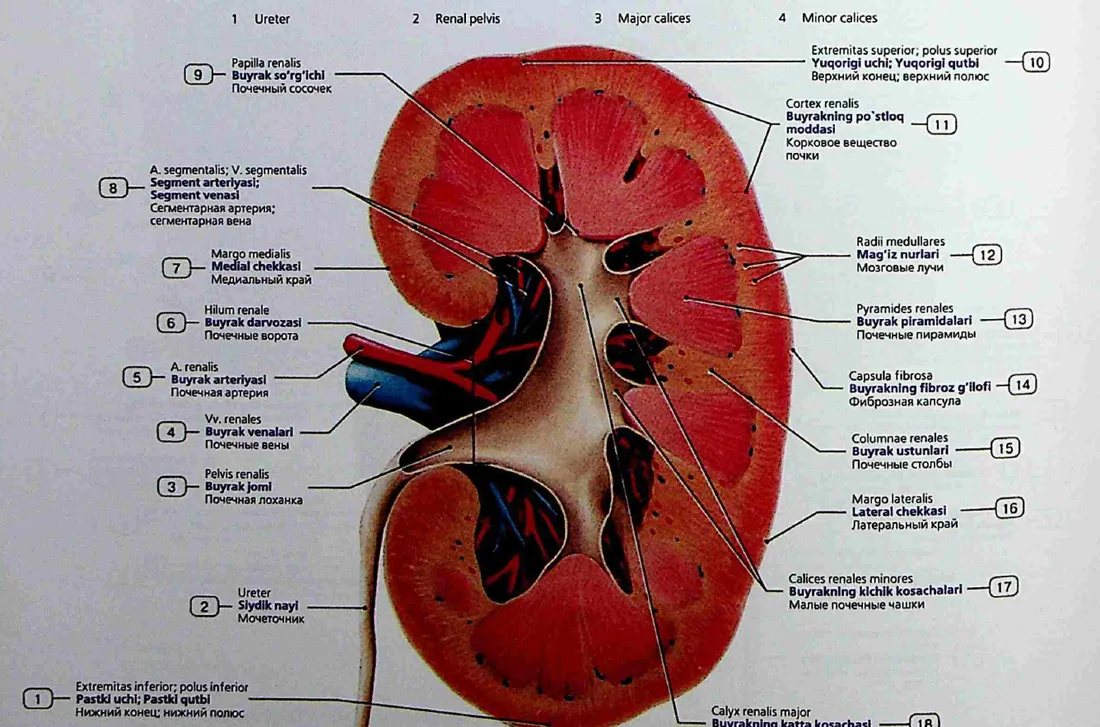 1 Ureter 2 Renal pelvis 3 Major calices 4 Minor calices
9
Papilla renalis
Buyrak so'rg'ichi
Почечный сосочек
8
A. segmentalis; V. segmentalis
Segment arteriyasi;
Segment venasi
Сегментарная артерия;
сегментарная вена
7
Margo medialis
Medial chekkasi
Медиальный край
6
Hilum renale
Buyrak darvozasi
Почечные ворота
5
A. renalis
Buyrak arteriyasi
Почечная артерия
4
Vv. renales
Buyrak venalari
Почечные вены
3
Pelvis renalis
Buyrak jomi
Почечная лоханка
2
Ureter
Siydik nayi
Мочеточник
1
Extremitas inferior; polus inferior
Pastki uchi; Pastki qutbi
Нижний конец; нижний полюс
Extremitas superior; polus superior
Yuqorigi uchi; Yuqorigi qutbi
Верхний конец; верхний полюс
10
Cortex renalis
Buyrakning po`stloq
moddasi
Корковое вещество
почки
11
Radii medullares
Mag'iz nurlari
Мозговые лучи
12
Pyramides renales
Buyrak piramidalari
Почечные пирамиды
13
Capsula fibrosa
Buyrakning fibroz g'ilofi
Фиброзная капсула
14
Columnae renales
Buyrak ustunlari
Почечные столбы
15
Margo lateralis
Lateral chekkasi
Латеральный край
16
Calices renales minores
Buyrakning kichik kosachalari
Малые почечные чашки
17
Calyx renalis major
Buyrakning katta kosachasi
18